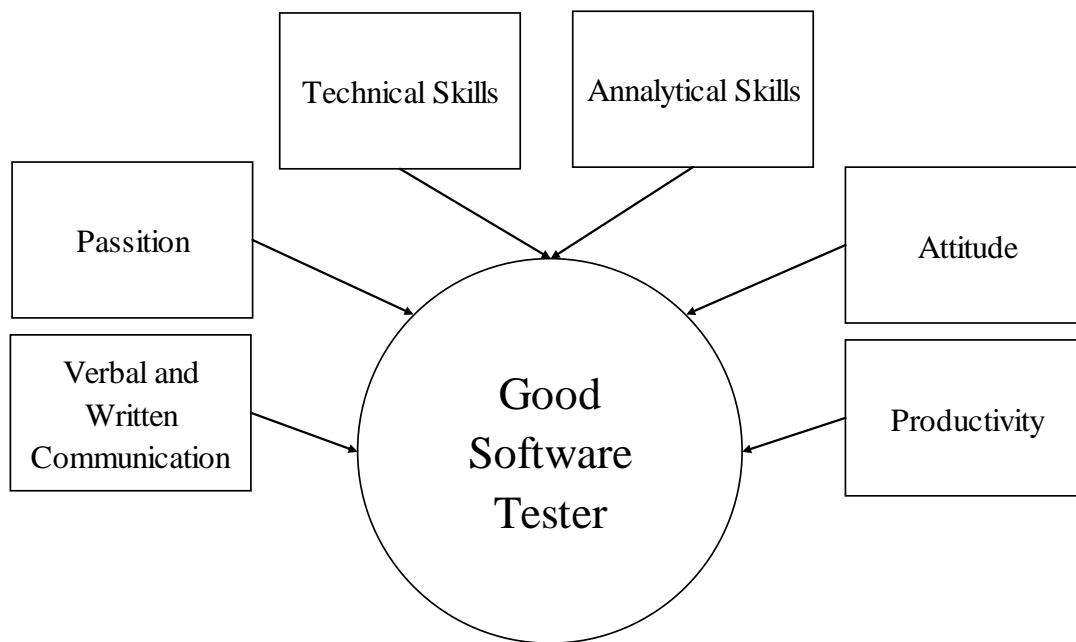 Technical Skills
Annalytical Skills
Passition
Attitude
Verbal and
Written
Communication
Productivity
Good
Software
Tester